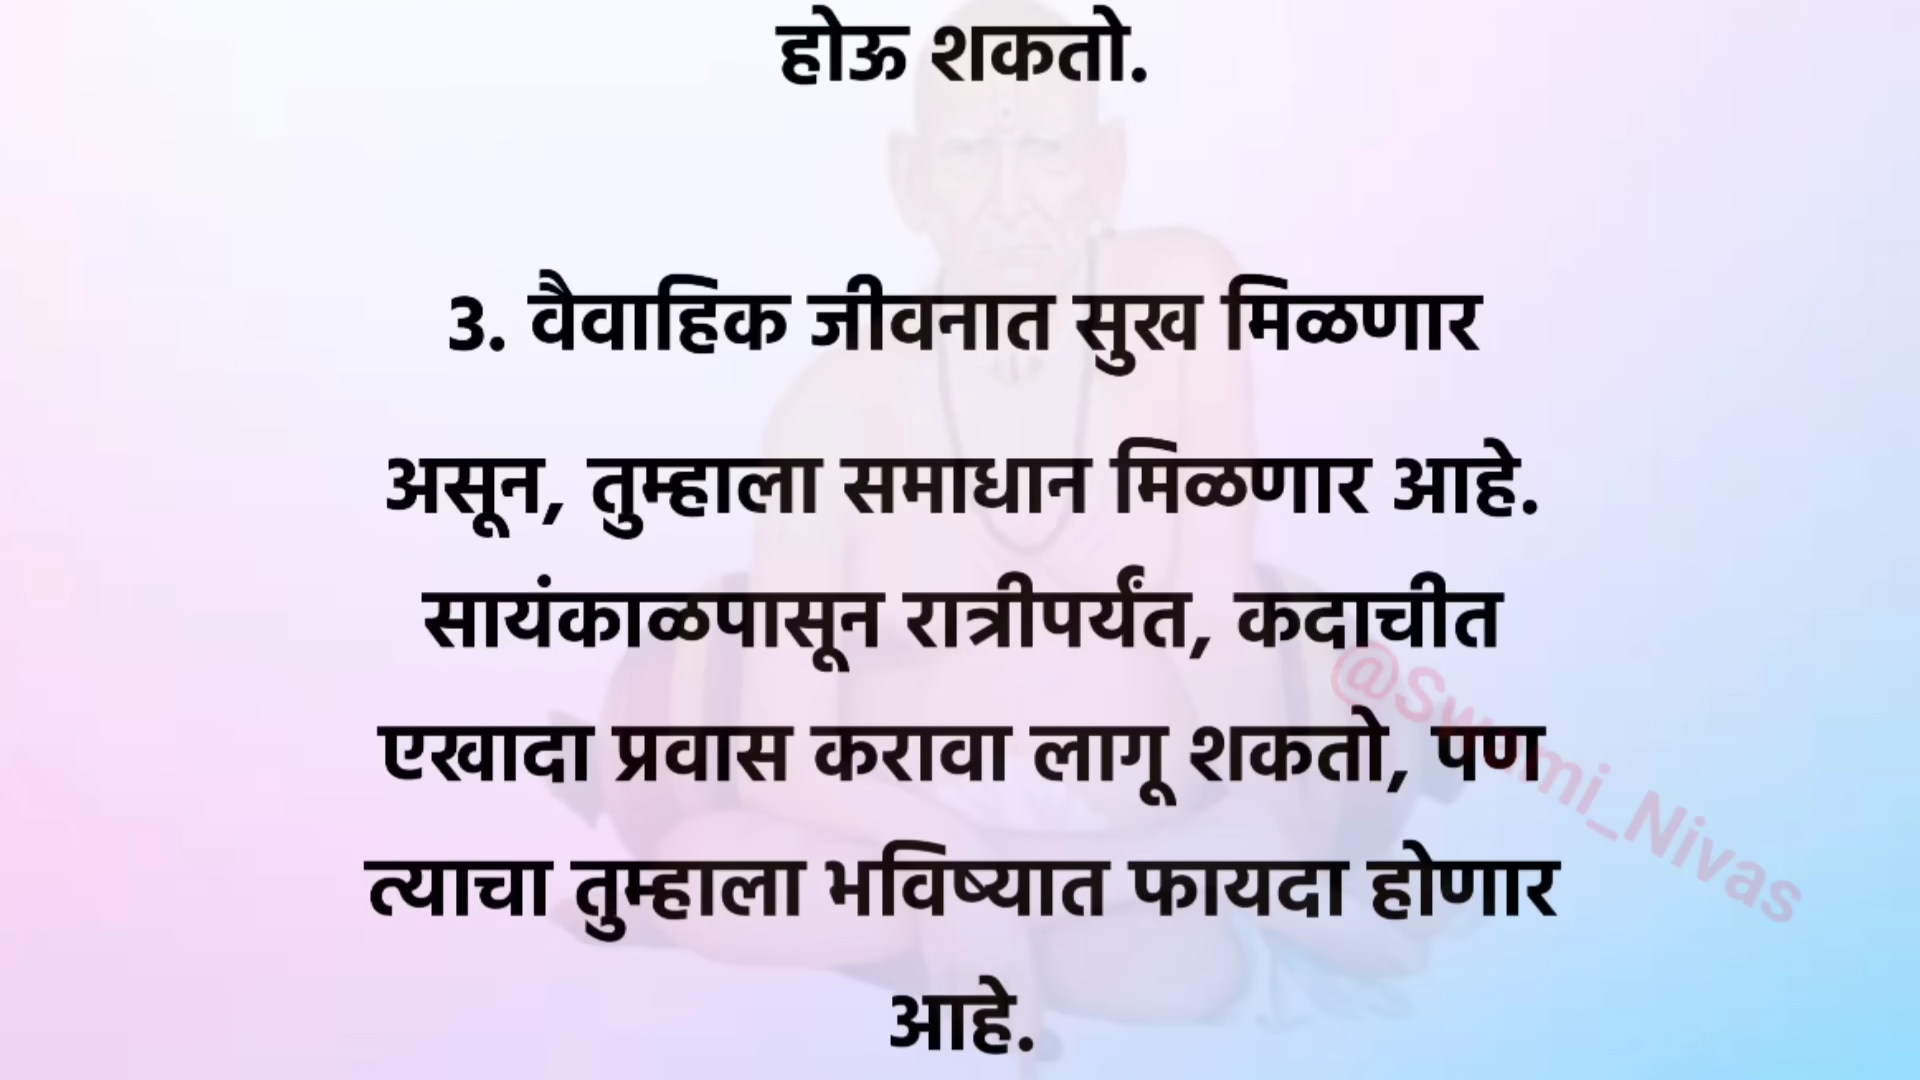 होऊ शकतो.
3. वैवाहिक जीवनात सुख मिळणार
असून, तुम्हाला समाधान मिळणार आहे.
सायंकाळपासून रात्रीपर्यंत, कदाचीत
एखादा प्रवास करावा लागू शकतो, पण
त्याचा तुम्हाला भविष्यात फायदा होणार
आहे.
@Swami_Nivas